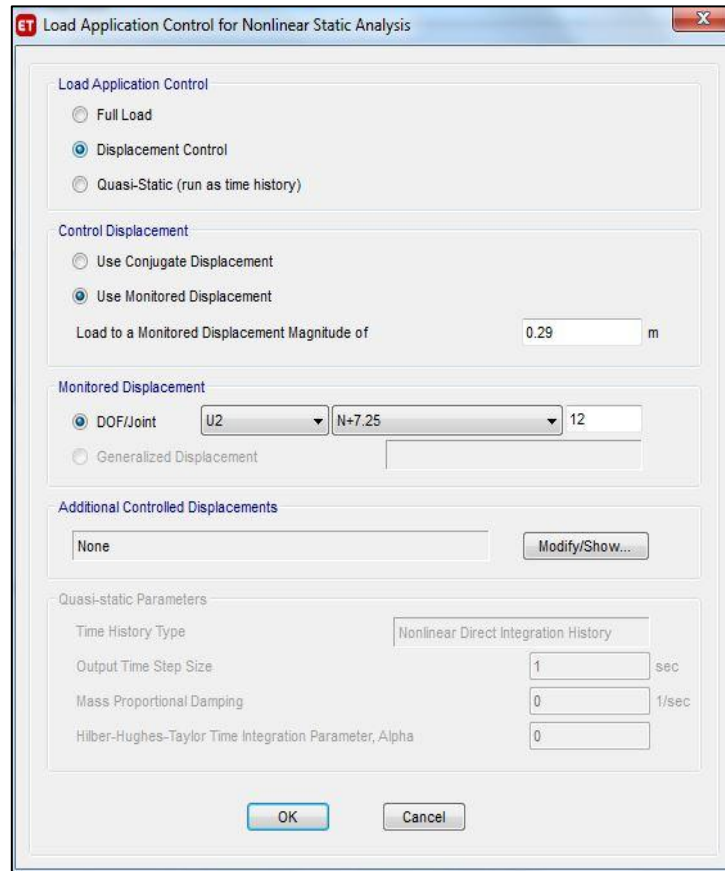 ET Load Application Control for Nonlinear Static Analysis X
Load Application Control
Full Load
Displacement Control
Quasi-Static (run as time history)
Control Displacement
Use Conjugate Displacement
Use Monitored Displacement
Load to a Monitored Displacement Magnitude of 0.29 m
Monitored Displacement
DOF/Joint U2 N+7.25 12
Generalized Displacement
Additional Controlled Displacements
None Modify/Show...
Quasi-static Parameters
Time History Type Nonlinear Direct Integration History
Output Time Step Size 1 sec
Mass Proportional Damping 0 1/sec
Hilber-Hughes-Taylor Time Integration Parameter, Alpha 0
OK Cancel